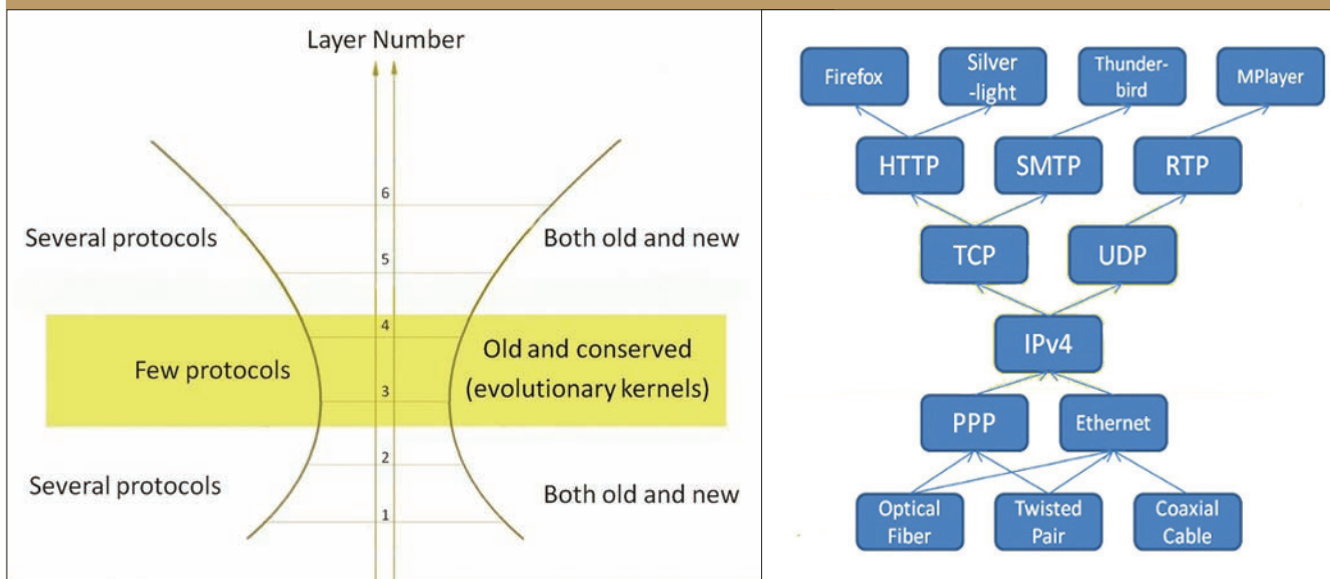 Layer Number
6
Several protocols
Both old and new
5
4
Few protocols
Old and conserved
(evolutionary kernels)
3
2
Several protocols
Both old and new
1
Firefox
Silver
-light
Thunder-
bird
MPlayer
HTTP
SMTP
RTP
TCP
UDP
IPv4
PPP
Ethernet
Optical
Fiber
Twisted
Pair
Coaxial
Cable